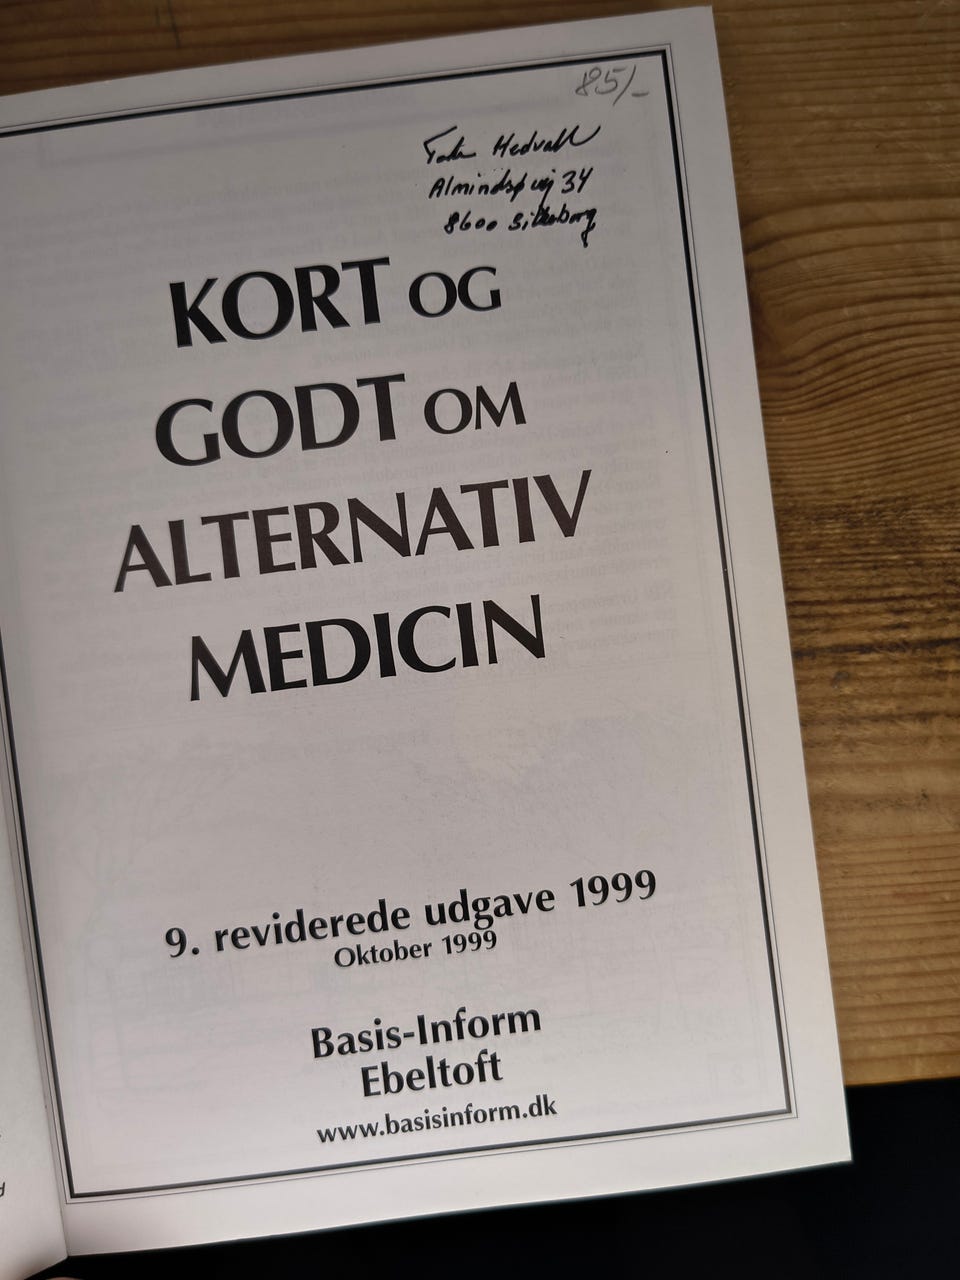 85/-
Hedvall
Almindsøvej 34
8600 Silkeborg
KORT OG
GODT OM
ALTERNATIV
MEDICIN
9. reviderede udgave 1999
Oktober 1999
Basis-Inform
Ebeltoft
www.basisinform.dk